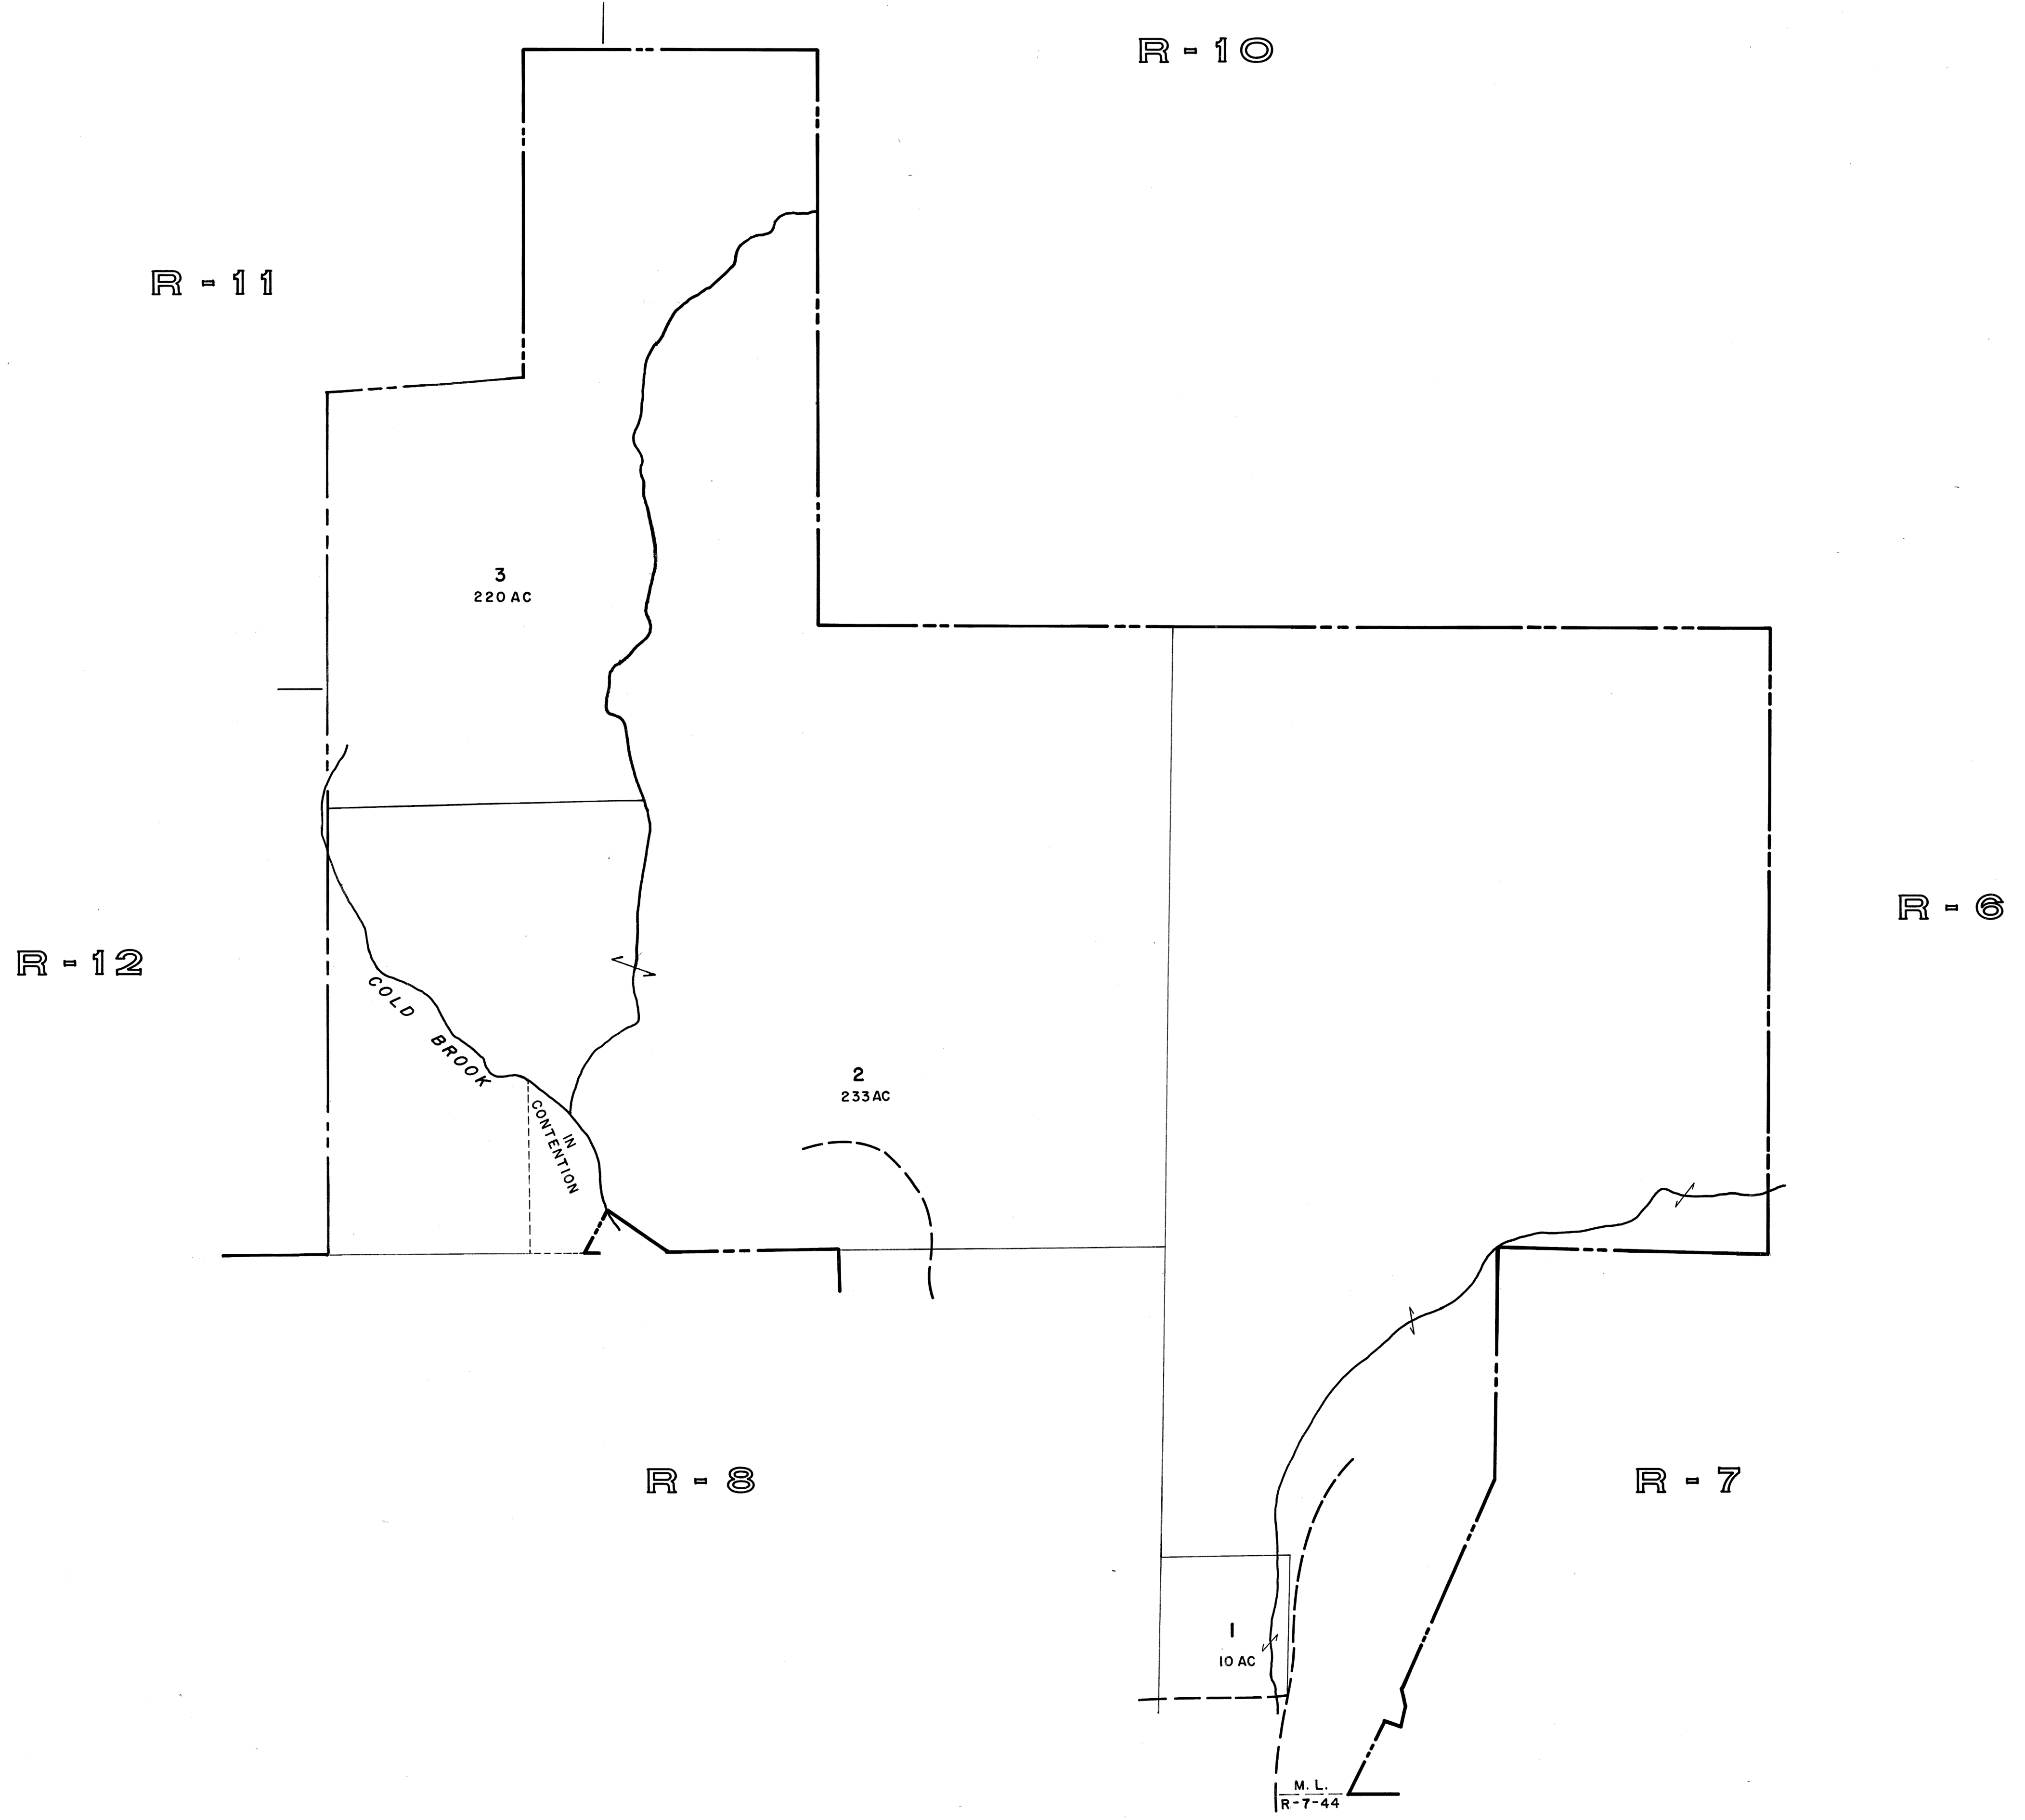 R - 10
R - 11
3
220 AC
R - 6
R - 12
COLD BROOK
2
233 AC
IN
CONTENTION
R - 8
R - 7
1
10 AC
M. L.
R-7-44